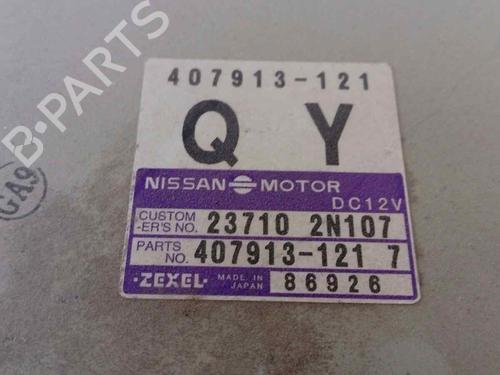 B-PARTS
407913-121
Q Y
NISSAN MOTOR
DC12V
CUSTOM
-ER'S NO. 23710 2N107
PARTS
NO. 407913-121 7
·ZEXEL· MADE IN
JAPAN 86926
GA9